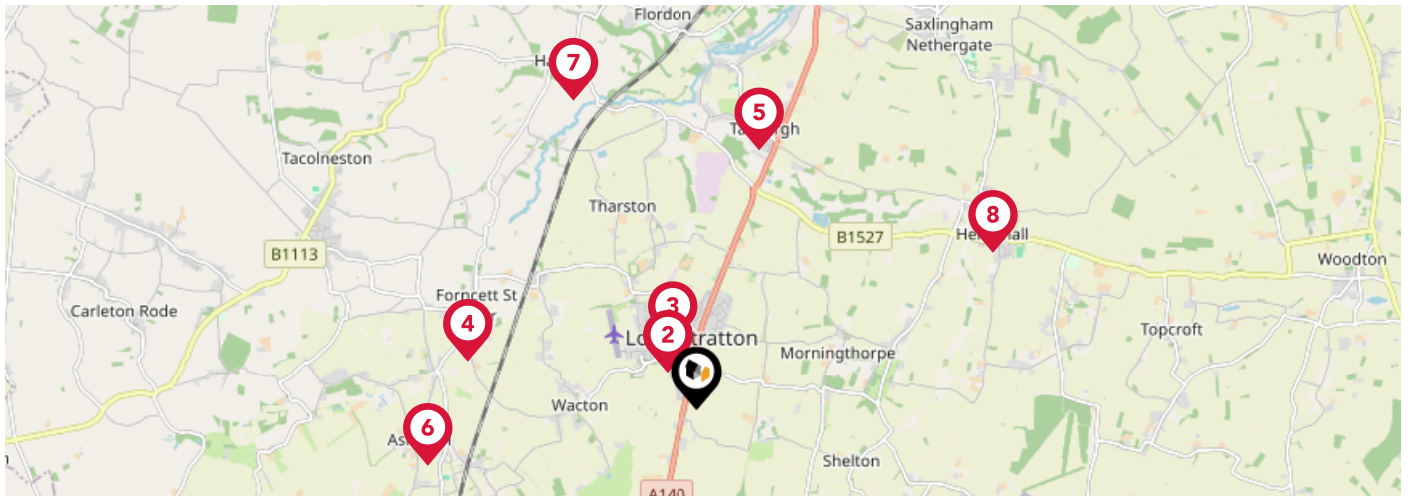 Flordon
Saxlingham
Nethergate
7
5
Tacolneston
Tharston
8
B1527
B1113
Woodton
Forncett St
Carleton Rode
3
4
2
Topcroft
Morningthorpe
Wacton
6
Shelton
A140